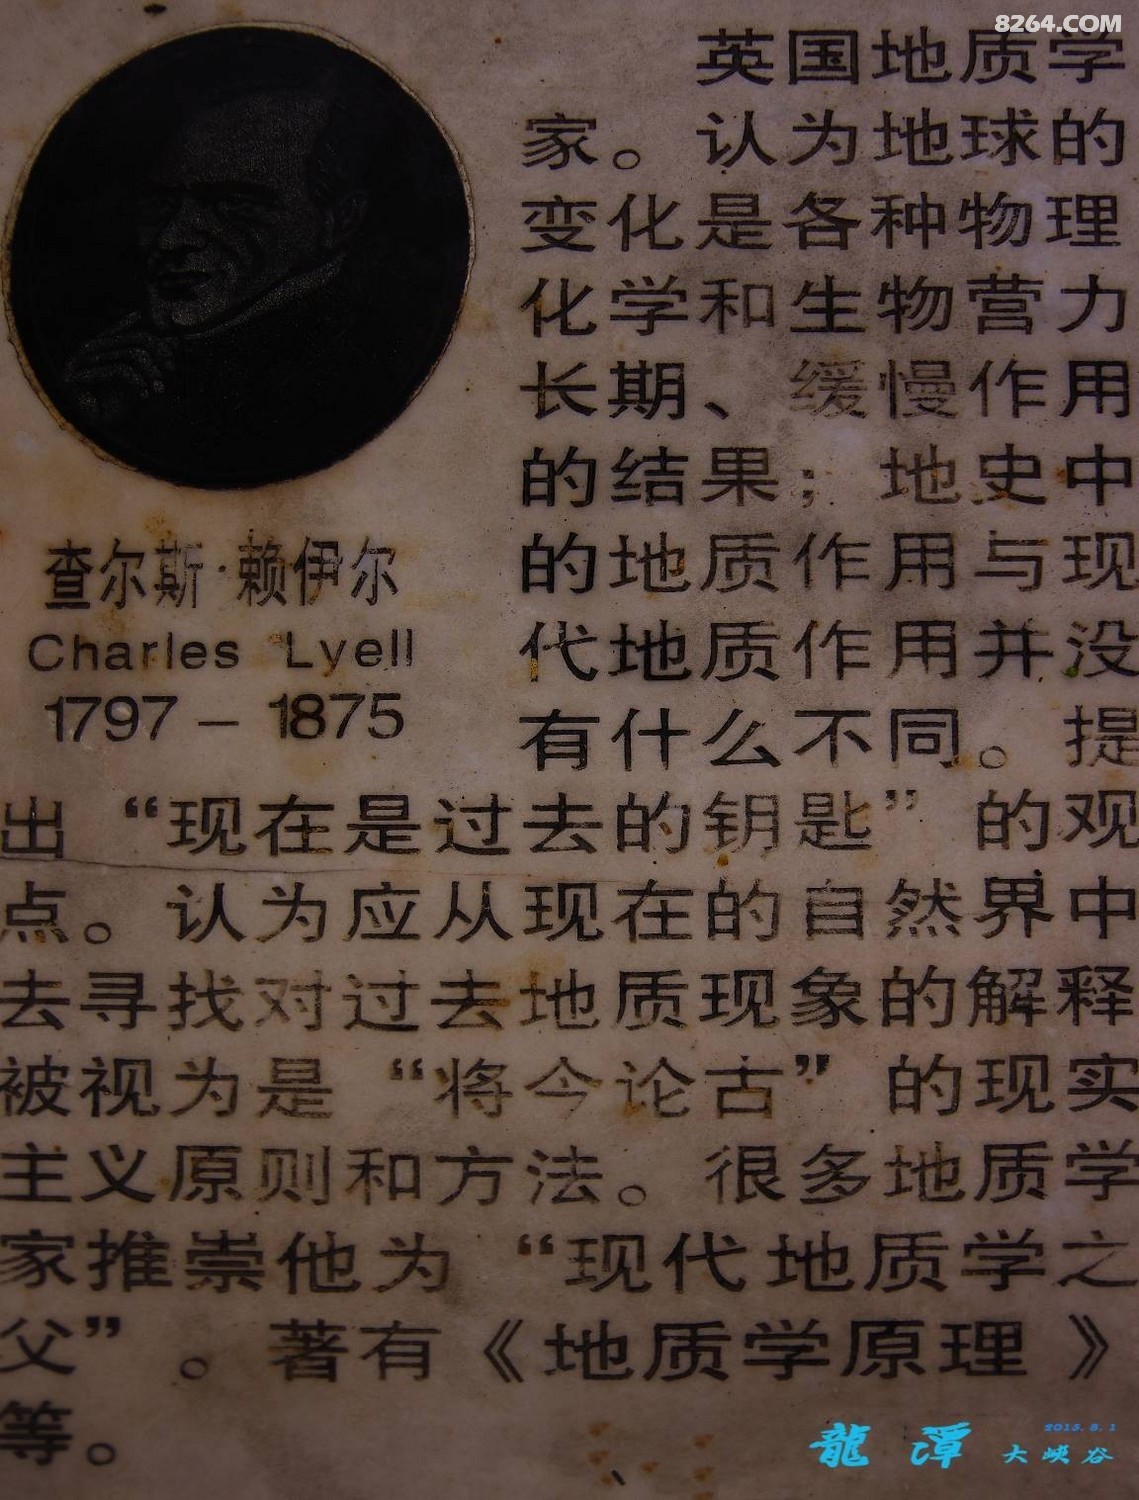 8264.COM
英国地质学
家。认为地球的
变化是各种物理
化学和生物营力
长期、缓慢作用
的结果；地史中
的地质作用与现
代地质作用并没
有什么不同。提
查尔斯·赖伊尔
Charles Lyell
1797－1875
出“现在是过去的钥匙”的观
点。认为应从现在的自然界中
去寻找对过去地质现象的解释
被视为是“将今论古”的现实
主义原则和方法。很多地质学
家推崇他为“现代地质学之
父”。著有《地质学原理》
等。
2015.8.1
龍潭大峡谷